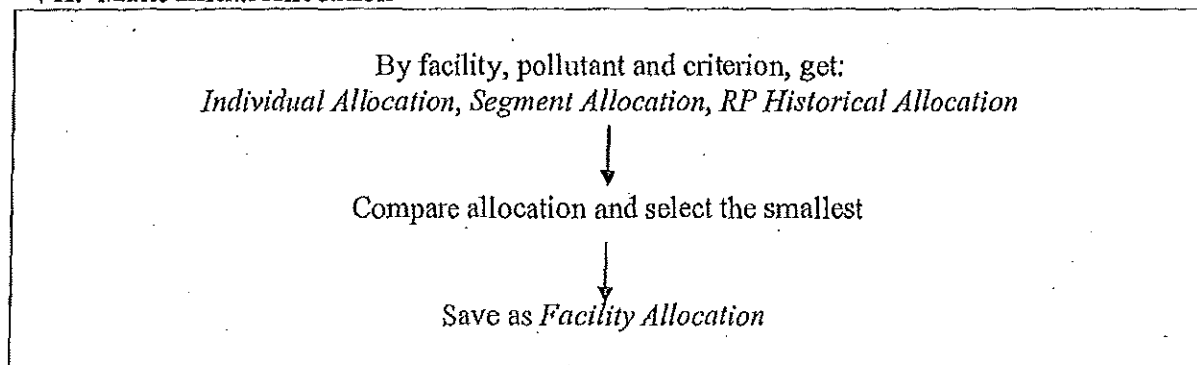 By facility, pollutant and criterion, get:
Individual Allocation, Segment Allocation, RP Historical Allocation
Compare allocation and select the smallest
Save as Facility Allocation